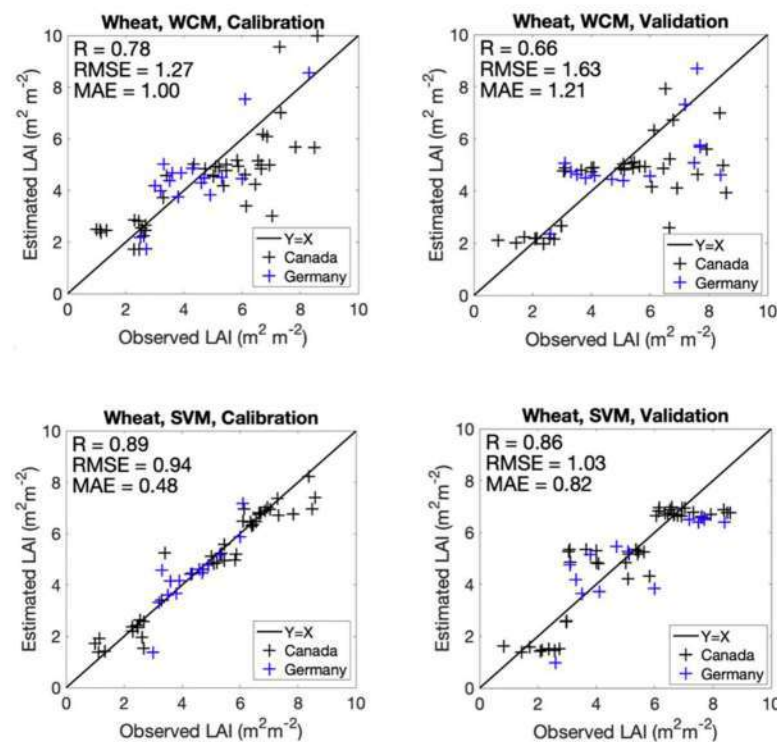 Wheat, WCM, Calibration
R = 0.78
RMSE = 1.27
MAE = 1.00
10
8
6
4
2
0
Estimated LAI (m² m⁻²)
Y=X
Canada
Germany
0 2 4 6 8 10
Observed LAI (m² m⁻²)
Wheat, WCM, Validation
R = 0.66
RMSE = 1.63
MAE = 1.21
10
8
6
4
2
0
Estimated LAI (m² m⁻²)
Y=X
Canada
Germany
0 2 4 6 8 10
Observed LAI (m² m⁻²)
Wheat, SVM, Calibration
R = 0.89
RMSE = 0.94
MAE = 0.48
10
8
6
4
2
0
Estimated LAI (m²m⁻²)
Y=X
Canada
Germany
0 2 4 6 8 10
Observed LAI (m²m⁻²)
Wheat, SVM, Validation
R = 0.86
RMSE = 1.03
MAE = 0.82
10
8
6
4
2
0
Estimated LAI (m²m⁻²)
Y=X
Canada
Germany
0 2 4 6 8 10
Observed LAI (m²m⁻²)